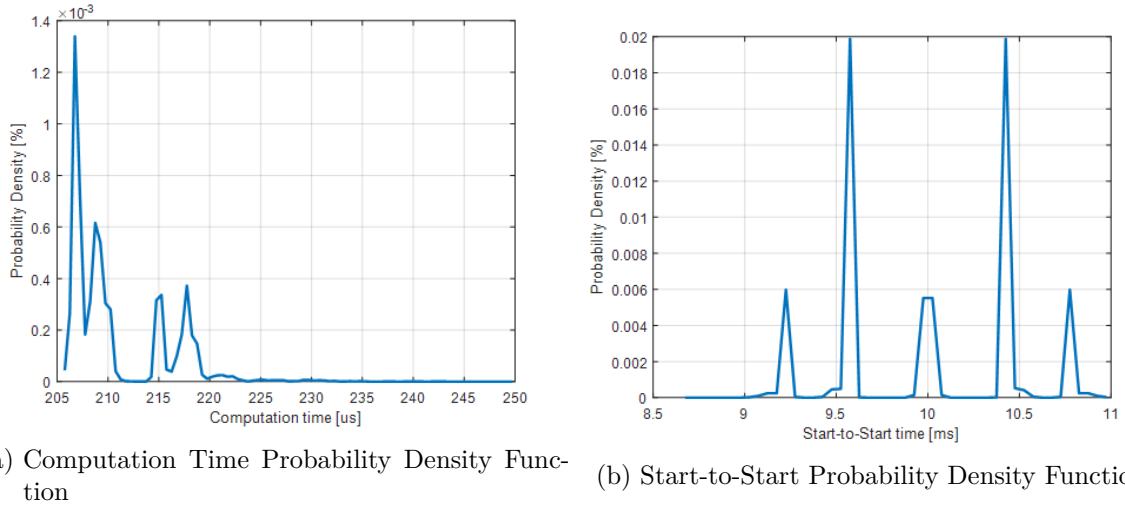 ×10⁻³
1.4
1.2
1
0.8
0.6
0.4
0.2
0
Probability Density [%]
205 210 215 220 225 230 235 240 245 250
Computation time [us]
0.02
0.018
0.016
0.014
0.012
0.01
0.008
0.006
0.004
0.002
0
Probability Density [%]
8.5 9 9.5 10 10.5 11
Start-to-Start time [ms]
) Computation Time Probability Density Func-
tion
(b) Start-to-Start Probability Density Functio